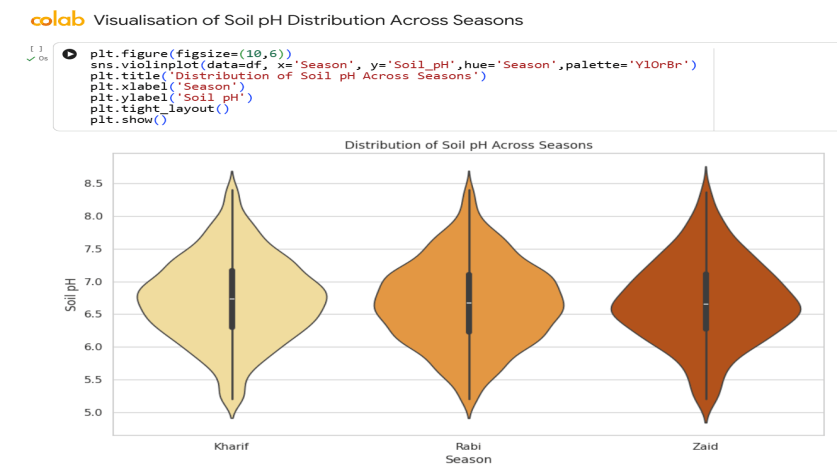 colab Visualisation of Soil pH Distribution Across Seasons
[ ]
✓ 0s
plt.figure(figsize=(10,6))
sns.violinplot(data=df, x='Season', y='Soil_pH',hue='Season',palette='YlOrBr')
plt.title('Distribution of Soil pH Across Seasons')
plt.xlabel('Season')
plt.ylabel('Soil pH')
plt.tight_layout()
plt.show()
Distribution of Soil pH Across Seasons
8.5
8.0
7.5
7.0
6.5
6.0
5.5
5.0
Soil pH
Kharif Rabi Zaid
Season